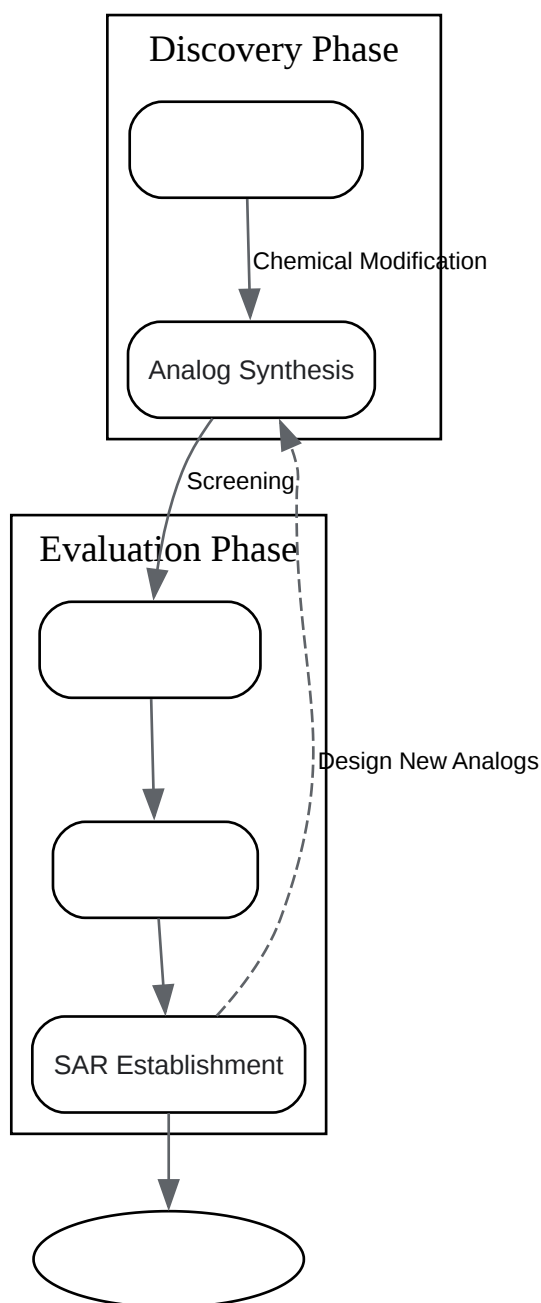 Discovery Phase
Chemical Modification
Analog Synthesis
Screening
Evaluation Phase
Design New Analogs
SAR Establishment